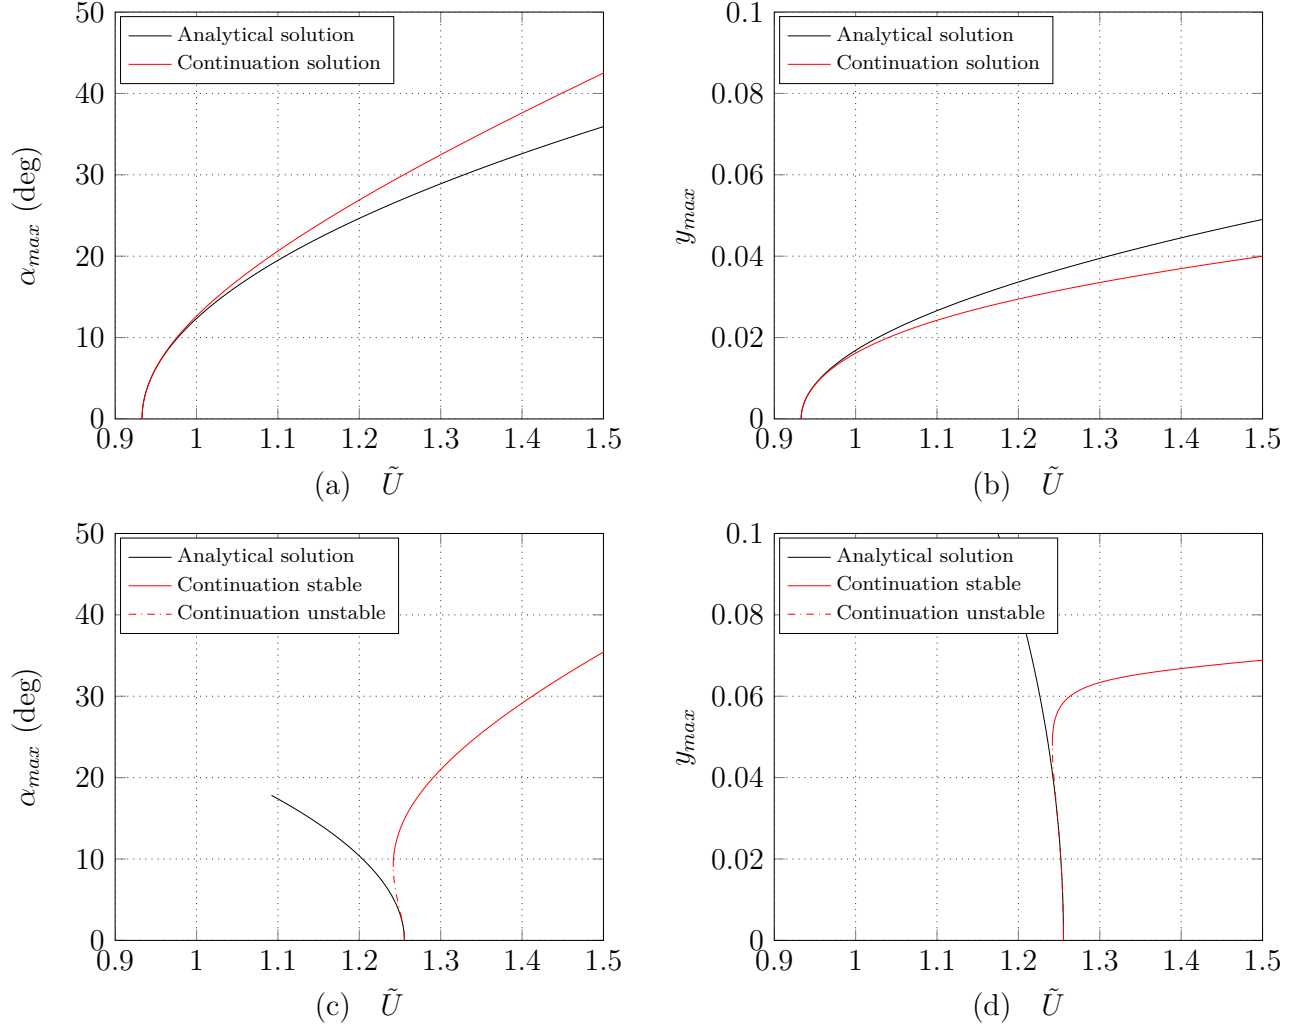 50
40
30
20
10
0
α_max (deg)
Analytical solution
Continuation solution
0.9 1 1.1 1.2 1.3 1.4 1.5
(a) Ũ
0.1
0.08
0.06
0.04
0.02
0
y_max
Analytical solution
Continuation solution
0.9 1 1.1 1.2 1.3 1.4 1.5
(b) Ũ
50
40
30
20
10
0
α_max (deg)
Analytical solution
Continuation stable
Continuation unstable
0.9 1 1.1 1.2 1.3 1.4 1.5
(c) Ũ
0.1
0.08
0.06
0.04
0.02
0
y_max
Analytical solution
Continuation stable
Continuation unstable
0.9 1 1.1 1.2 1.3 1.4 1.5
(d) Ũ